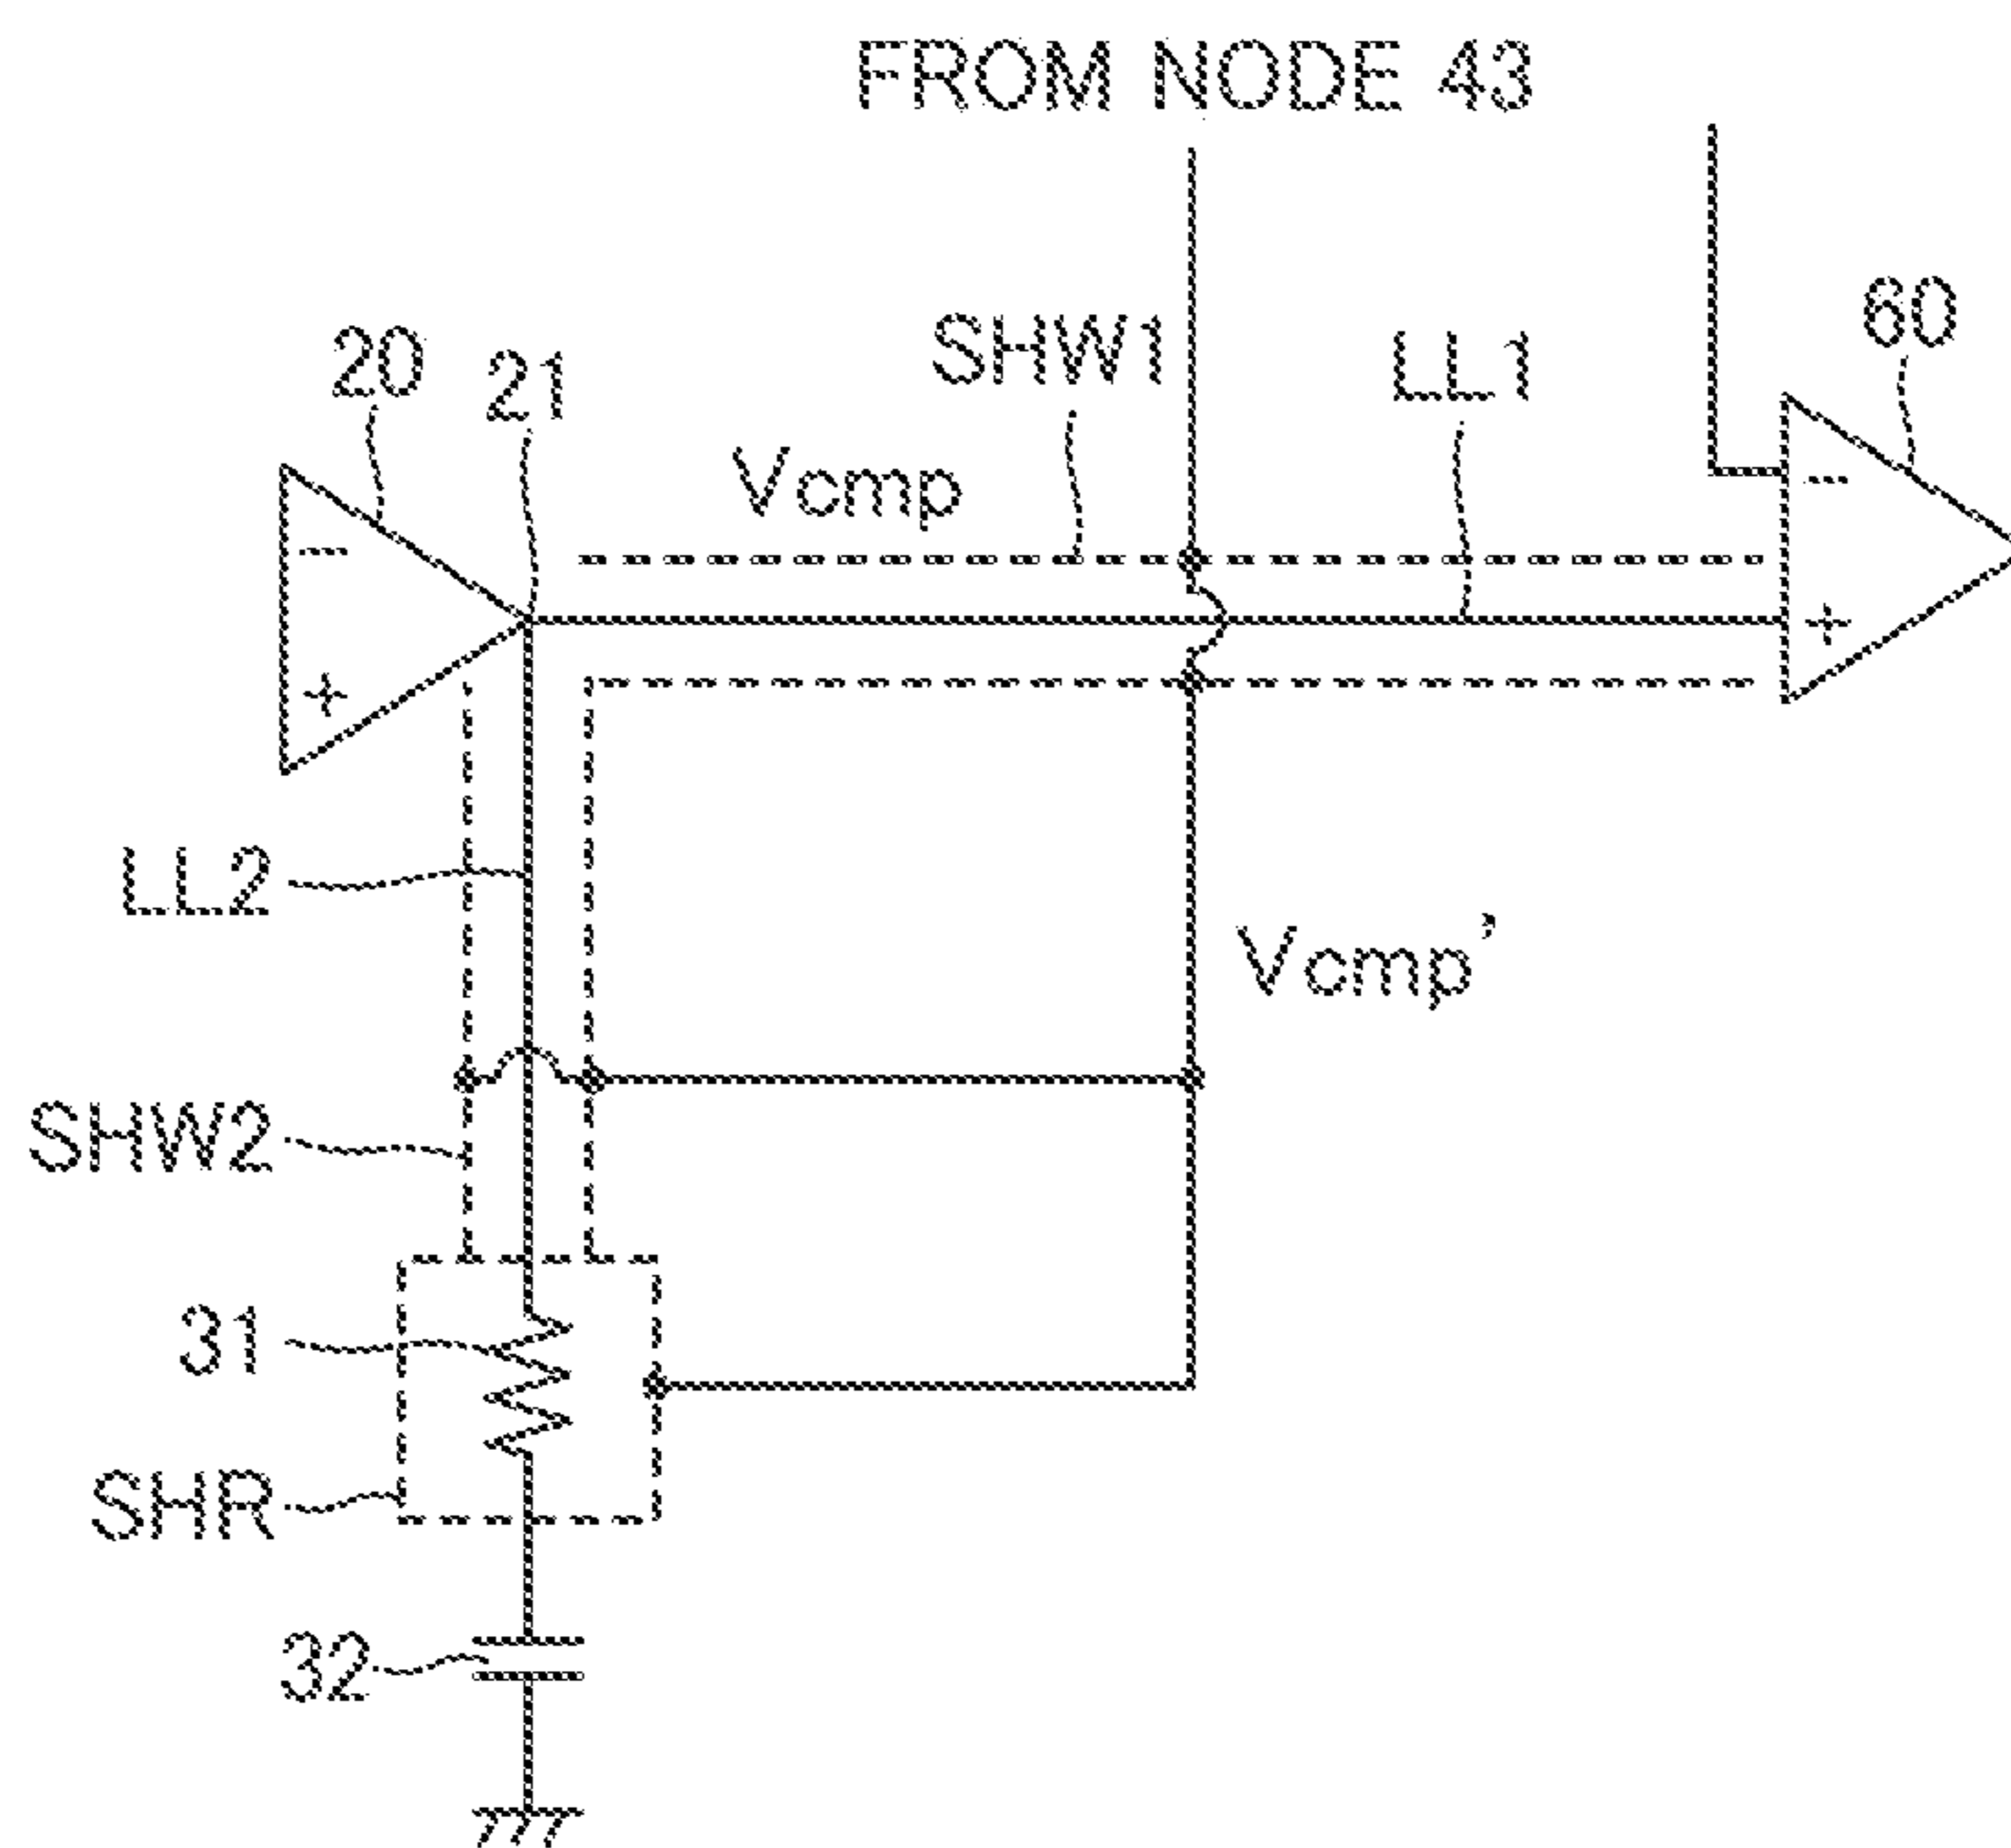 FROM NODE 43
20
21
SHW1
LL1
60
Vcmp
−
−
+
+
LL2
Vcmp’
SHW2
31
SHR
32